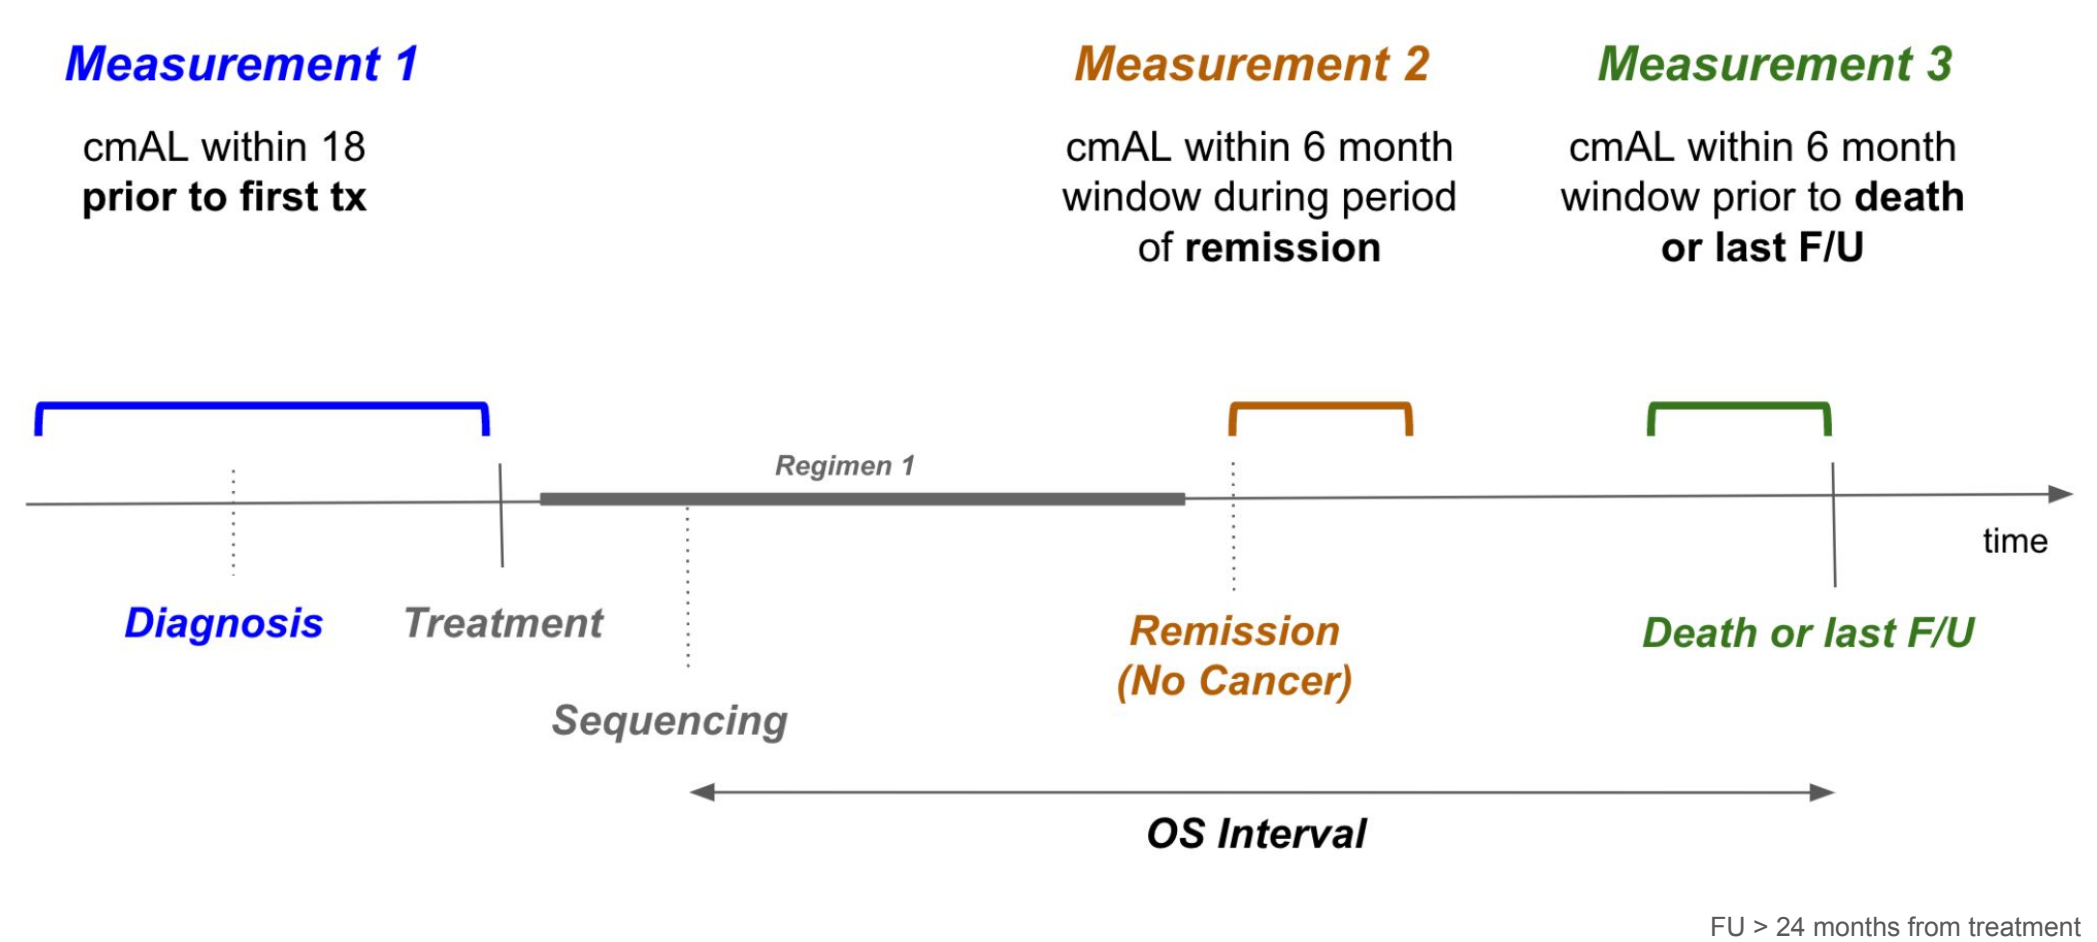 Measurement 1
cmAL within 18
prior to first tx
Measurement 2
cmAL within 6 month
window during period
of remission
Measurement 3
cmAL within 6 month
window prior to death
or last F/U
Regimen 1
time
Diagnosis
Treatment
Sequencing
Remission
(No Cancer)
Death or last F/U
OS Interval
FU > 24 months from treatment